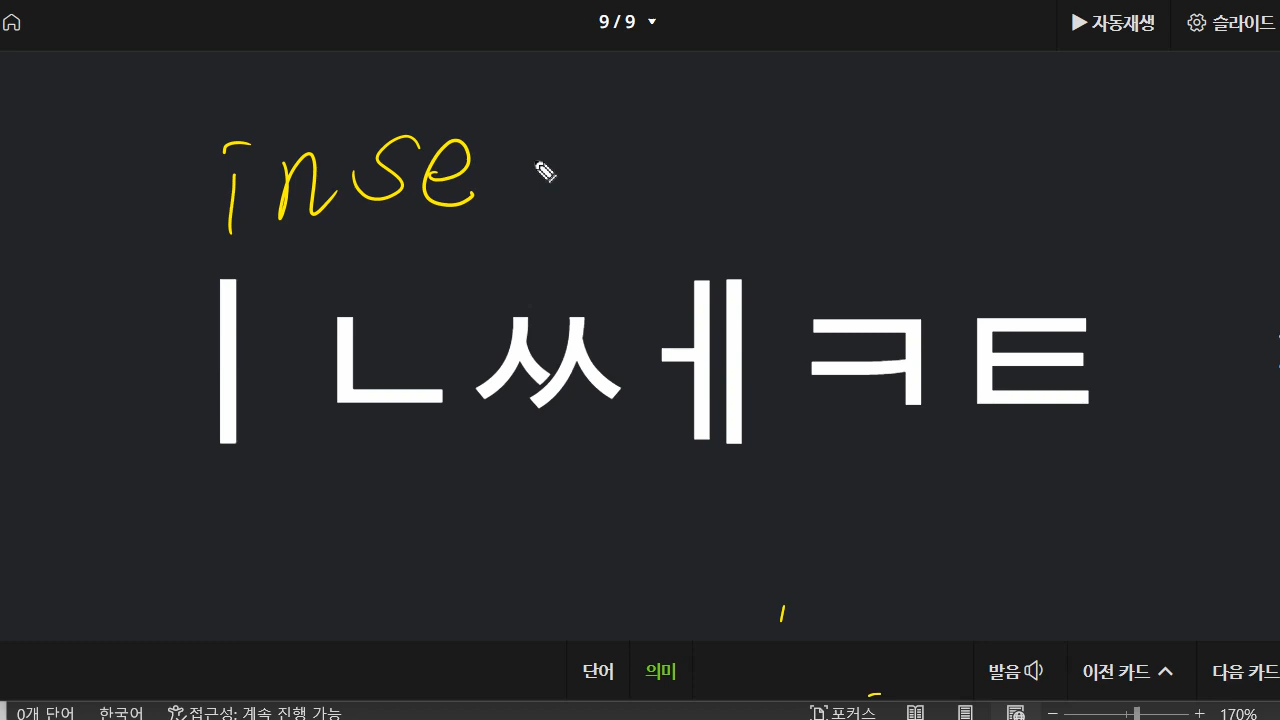 9 / 9
자동재생
슬라이드
inse
ㅣㄴㅆㅔㅋㅌ
단어
의미
발음
이전 카드
다음 카드
0개 단어
한국어
접근성: 계속 진행 가능
포커스
170%